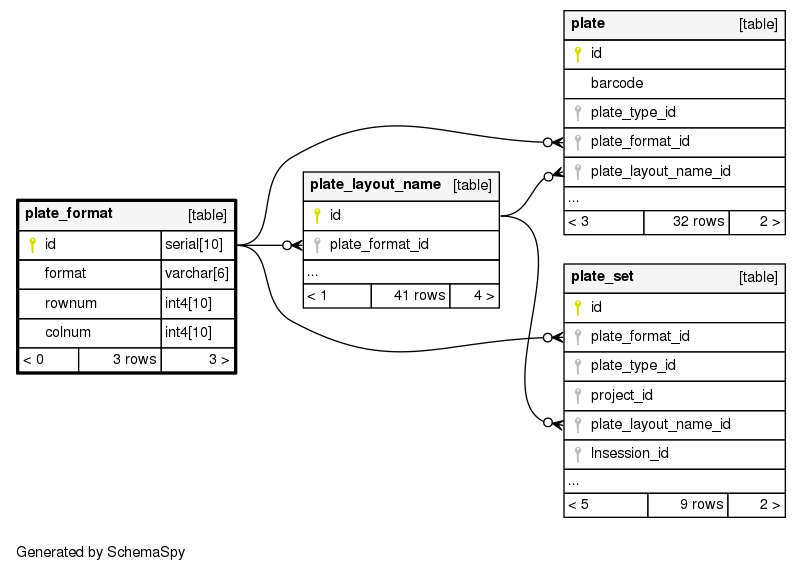 plate_format [table]
id serial[10]
format varchar[6]
rownum int4[10]
colnum int4[10]
< 0 3 rows 3 >
plate_layout_name [table]
id
plate_format_id
...
< 1 41 rows 4 >
plate [table]
id
barcode
plate_type_id
plate_format_id
plate_layout_name_id
...
< 3 32 rows 2 >
plate_set [table]
id
plate_format_id
plate_type_id
project_id
plate_layout_name_id
lnsession_id
...
< 5 9 rows 2 >
Generated by SchemaSpy